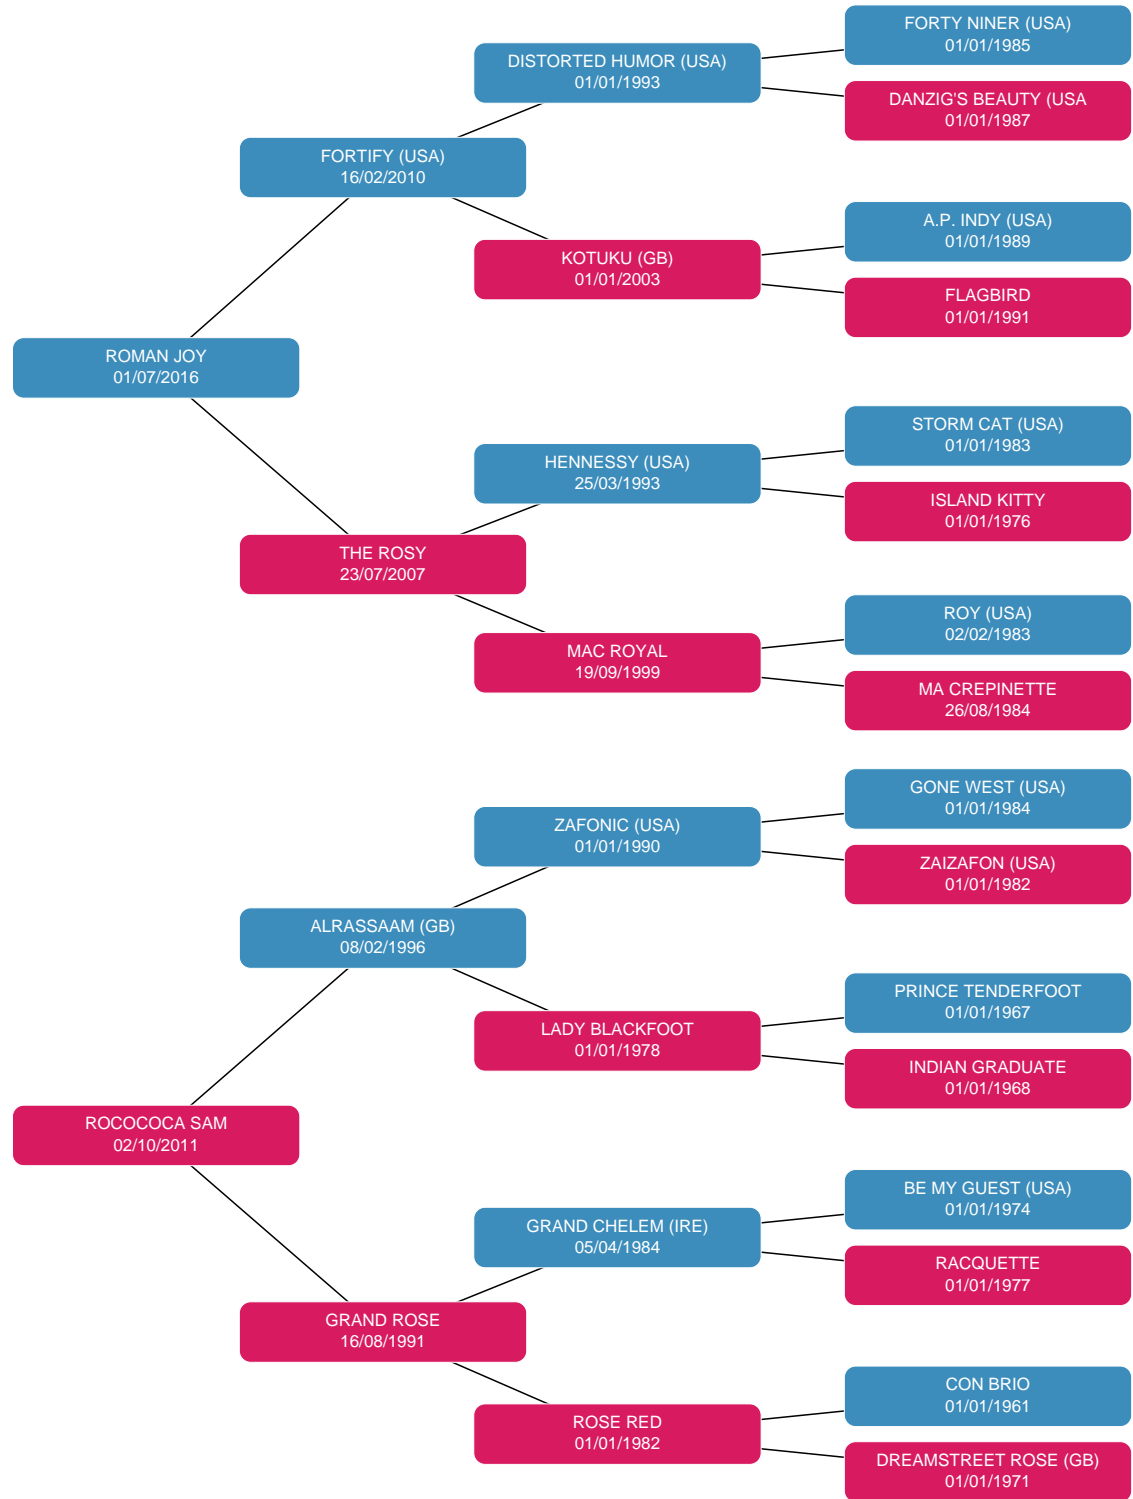 FORTY NINER (USA)
01/01/1985
DISTORTED HUMOR (USA)
01/01/1993
DANZIG'S BEAUTY (USA
01/01/1987
FORTIFY (USA)
16/02/2010
A.P. INDY (USA)
01/01/1989
KOTUKU (GB)
01/01/2003
FLAGBIRD
01/01/1991
ROMAN JOY
01/07/2016
STORM CAT (USA)
01/01/1983
HENNESSY (USA)
25/03/1993
ISLAND KITTY
01/01/1976
THE ROSY
23/07/2007
ROY (USA)
02/02/1983
MAC ROYAL
19/09/1999
MA CREPINETTE
26/08/1984
GONE WEST (USA)
01/01/1984
ZAFONIC (USA)
01/01/1990
ZAIZAFON (USA)
01/01/1982
ALRASSAAM (GB)
08/02/1996
PRINCE TENDERFOOT
01/01/1967
LADY BLACKFOOT
01/01/1978
INDIAN GRADUATE
01/01/1968
ROCOCOCA SAM
02/10/2011
BE MY GUEST (USA)
01/01/1974
GRAND CHELEM (IRE)
05/04/1984
RACQUETTE
01/01/1977
GRAND ROSE
16/08/1991
CON BRIO
01/01/1961
ROSE RED
01/01/1982
DREAMSTREET ROSE (GB)
01/01/1971